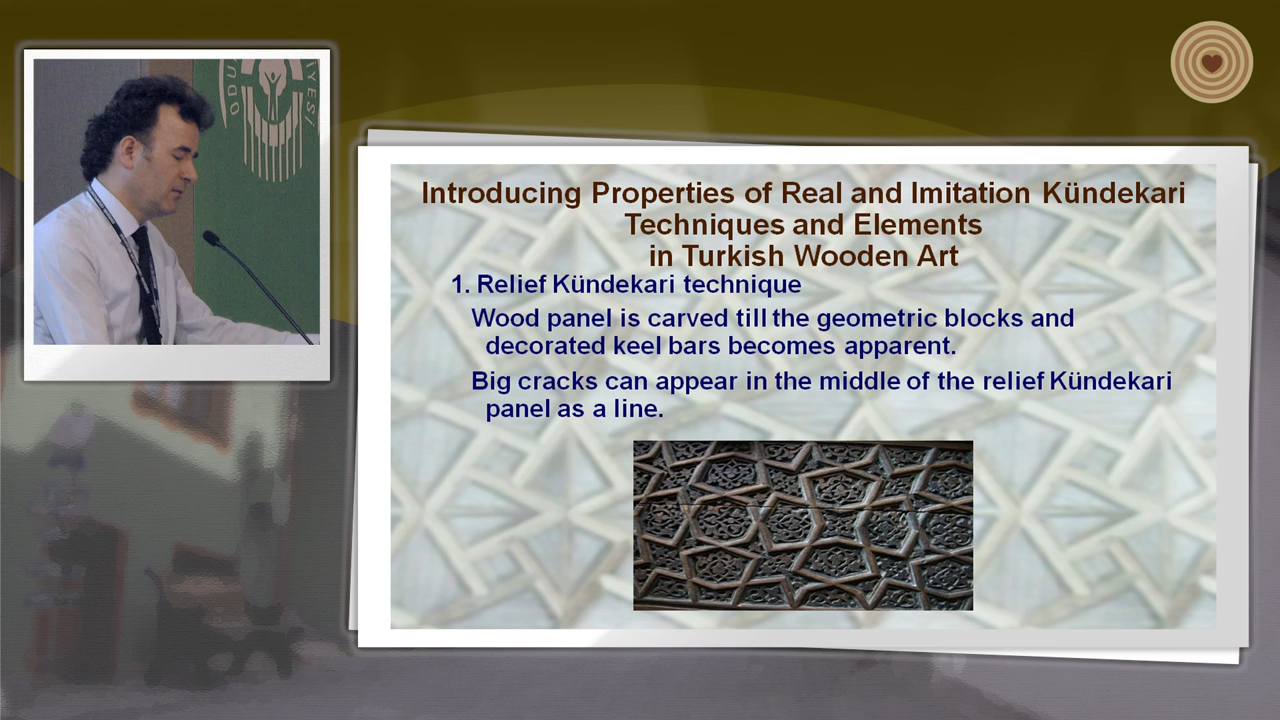 ODU
İYESİ
Introducing Properties of Real and Imitation Kündekari
Techniques and Elements
in Turkish Wooden Art
1. Relief Kündekari technique
Wood panel is carved till the geometric blocks and
decorated keel bars becomes apparent.
Big cracks can appear in the middle of the relief Kündekari
panel as a line.